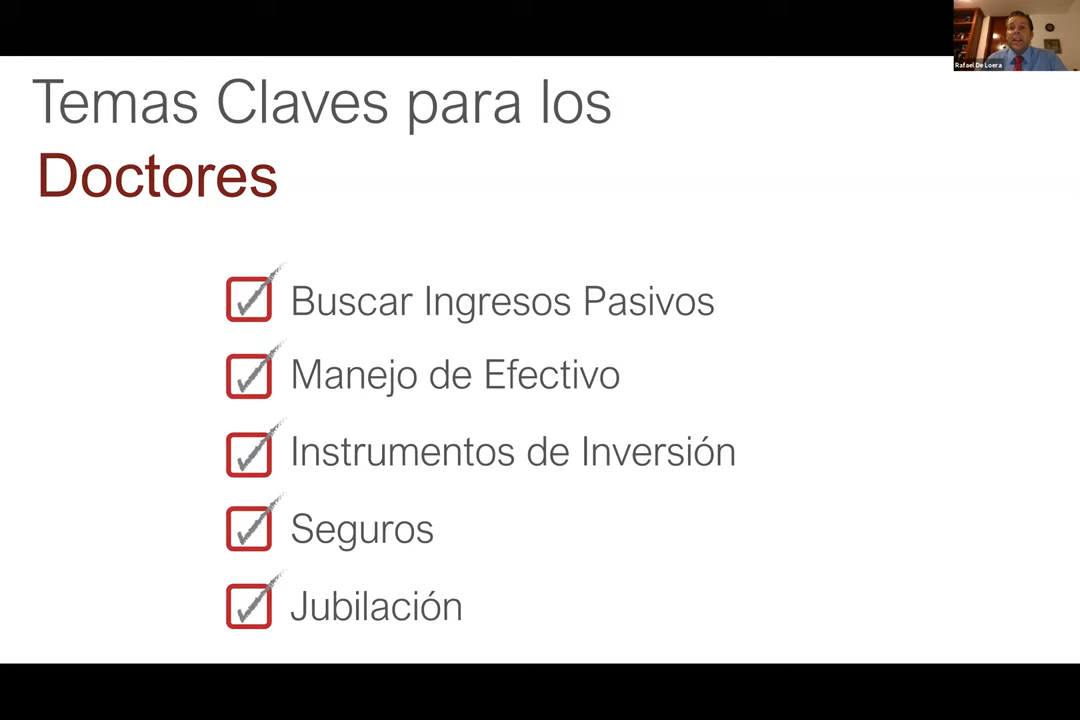 Rafael De Loera
Temas Claves para los
Doctores
Buscar Ingresos Pasivos
Manejo de Efectivo
Instrumentos de Inversión
Seguros
Jubilación